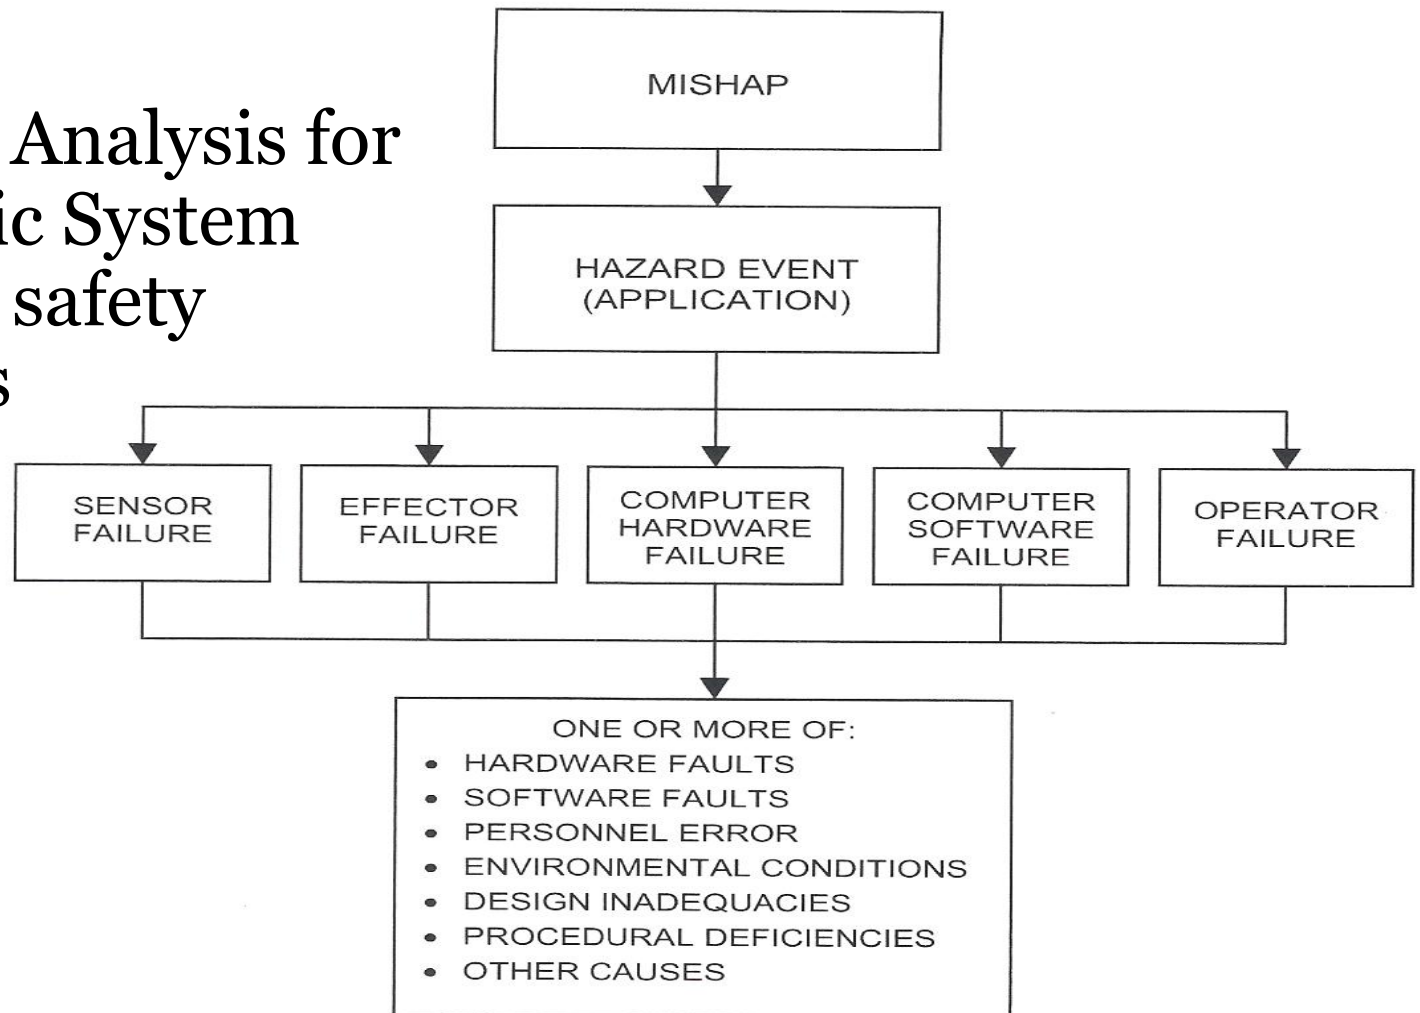 Analysis for
ic System
safety
s
MISHAP
HAZARD EVENT
(APPLICATION)
SENSOR
FAILURE
EFFECTOR
FAILURE
COMPUTER
HARDWARE
FAILURE
COMPUTER
SOFTWARE
FAILURE
OPERATOR
FAILURE
ONE OR MORE OF:
• HARDWARE FAULTS
• SOFTWARE FAULTS
• PERSONNEL ERROR
• ENVIRONMENTAL CONDITIONS
• DESIGN INADEQUACIES
• PROCEDURAL DEFICIENCIES
• OTHER CAUSES